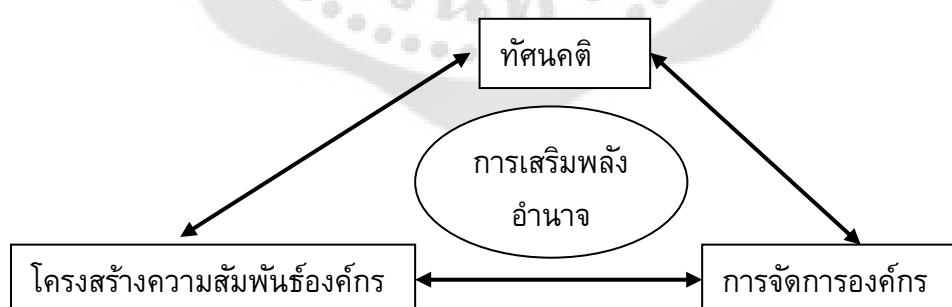 ทัศนคติ
การเสริมพลัง
อำนาจ
โครงสร้างความสัมพันธ์องค์กร
การจัดการองค์กร